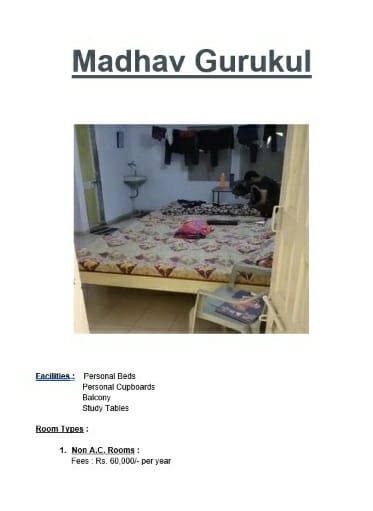 Madhav Gurukul
Facilities : Personal Beds
Personal Cupboards
Balcony
Study Tables
Room Types :
1. Non A.C. Rooms :
Fees : Rs. 60,000/- per year